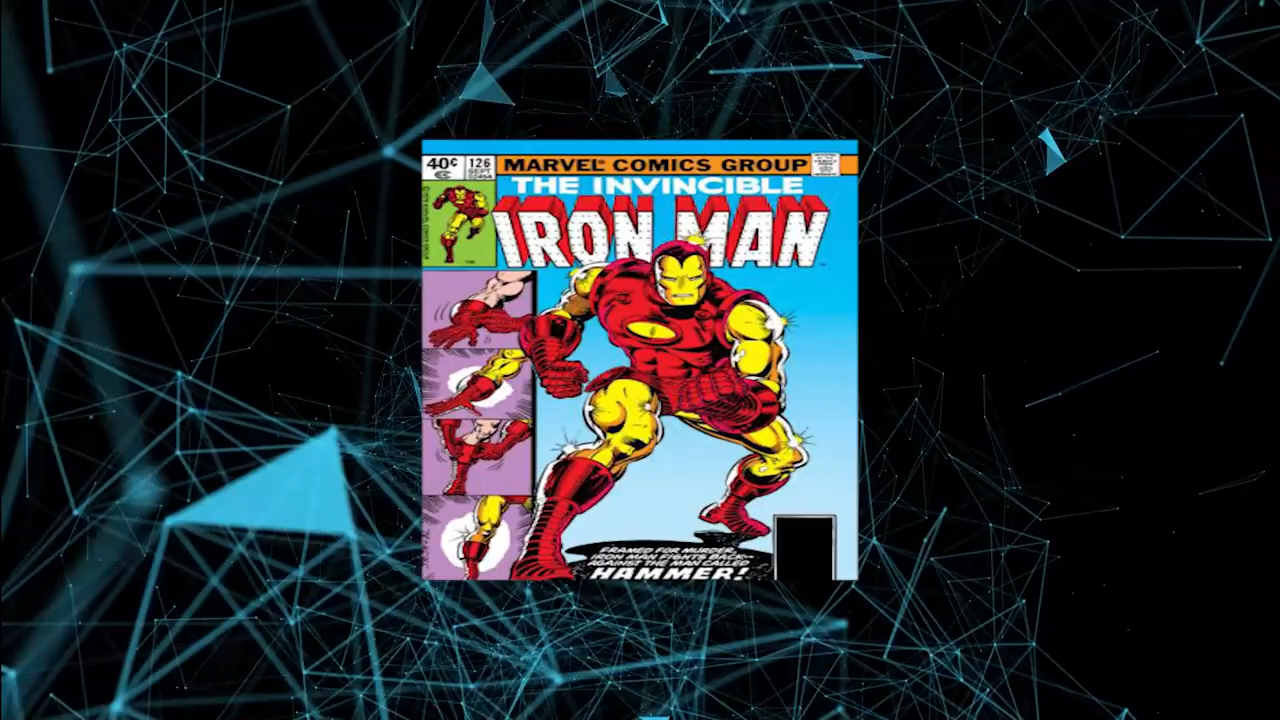 40¢
126
SEPT
02454
MARVEL® COMICS GROUP
THE INVINCIBLE
IRON MAN
FRAMED FOR MURDER,
IRON MAN FIGHTS BACK--
AGAINST THE MAN CALLED
HAMMER!